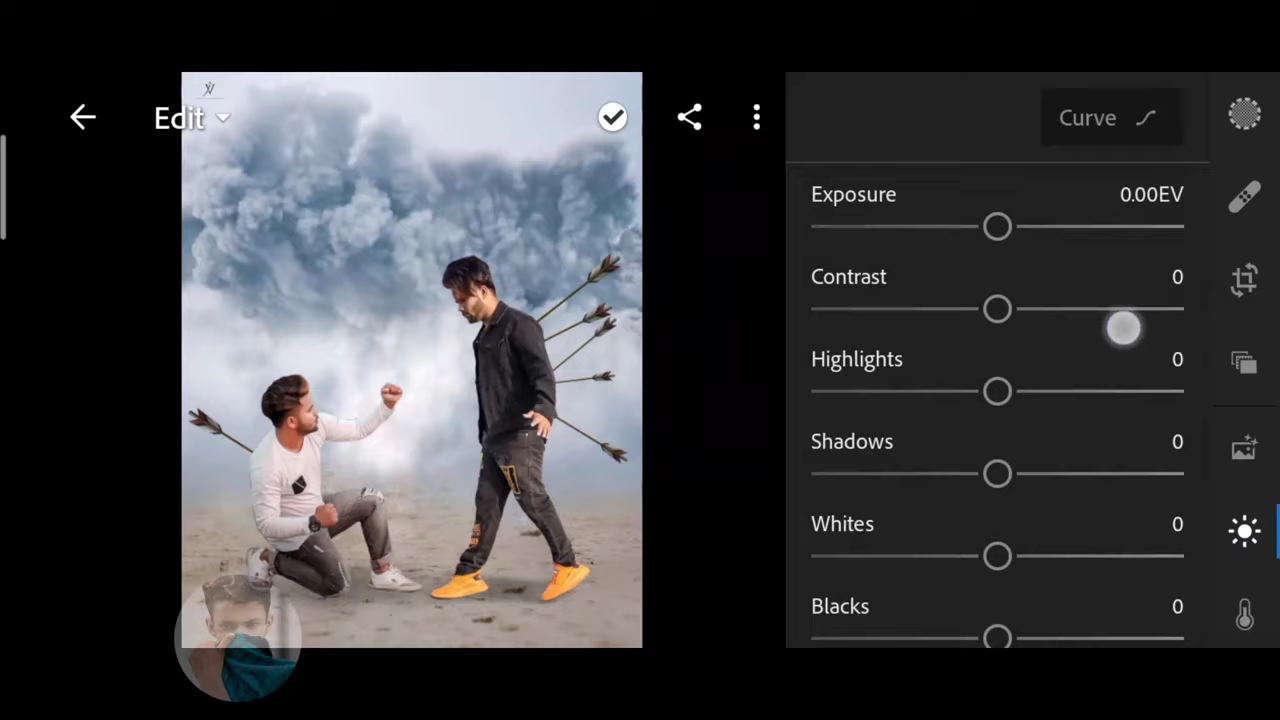 Edit
Curve
Exposure 0.00EV
Contrast 0
Highlights 0
Shadows 0
Whites 0
Blacks 0